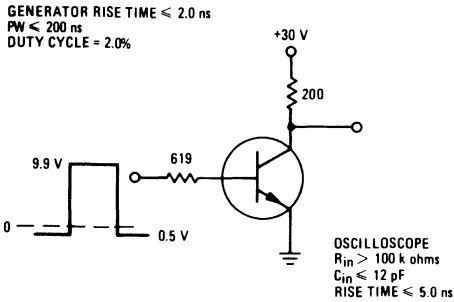 GENERATOR RISE TIME ≤ 2.0 ns
PW ≤ 200 ns
DUTY CYCLE = 2.0%
+30 V
200
619
9.9 V
0
0.5 V
OSCILLOSCOPE
Rin > 100 k ohms
Cin ≤ 12 pF
RISE TIME ≤ 5.0 ns